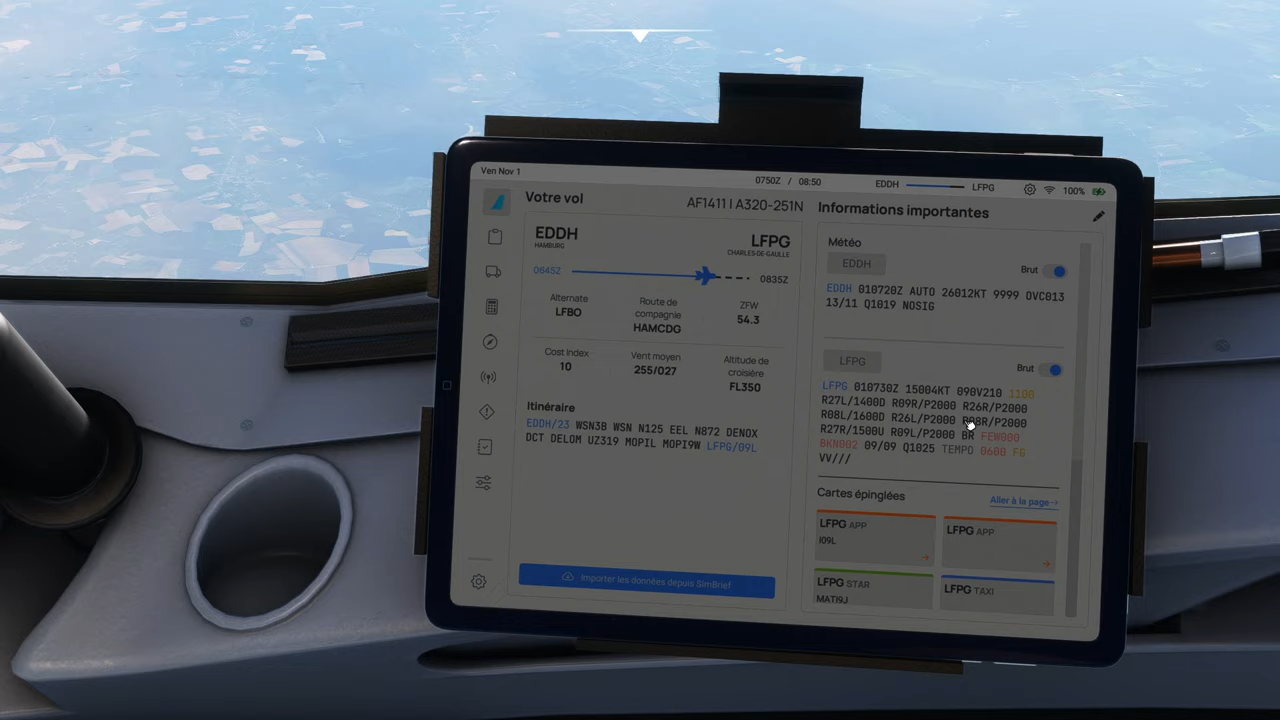 Ven Nov 1
0750Z / 08:50
EDDH
LFPG
100%
Votre vol
AF1411 | A320-251N
EDDH
HAMBURG
LFPG
CHARLES-DE-GAULLE
0645Z
0835Z
Alternate
LFBO
Route de
compagnie
HAMCDG
ZFW
54.3
Cost Index
10
Vent moyen
255/027
Altitude de
croisière
FL350
Itinéraire
EDDH/23 WSN3B WSN N125 EEL N872 DENOX
DCT DELOM UZ319 MOPIL MOPI9W LFPG/09L
Importer les données depuis SimBrief
Informations importantes
Météo
EDDH
Brut
EDDH 010720Z AUTO 26012KT 9999 OVC013
13/11 Q1019 NOSIG
LFPG
Brut
LFPG 010730Z 15004KT 090V210 1100
R27L/1400D R09R/P2000 R26R/P2000
R08L/1600D R26L/P2000 R08R/P2000
R27R/1500U R09L/P2000 BR FEW000
BKN002 09/09 Q1025 TEMPO 0600 FG
VV///
Cartes épinglées
Aller à la page→
LFPG APP
I09L
LFPG APP
LFPG STAR
MATI9J
LFPG TAXI